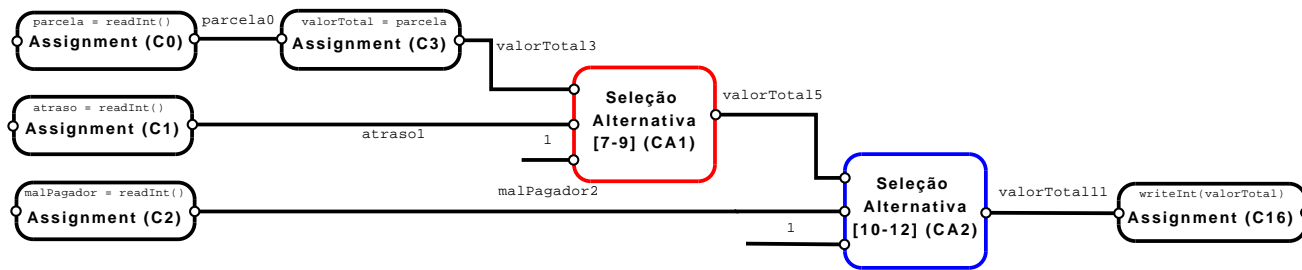 parcela = readInt()
Assignment (C0)
parcela0
valorTotal = parcela
Assignment (C3)
valorTotal3
atraso = readInt()
Assignment (C1)
atraso1
1
Seleção
Alternativa
[7-9] (CA1)
valorTotal5
malPagador = readInt()
Assignment (C2)
malPagador2
1
Seleção
Alternativa
[10-12] (CA2)
valorTotal11
writeInt(valorTotal)
Assignment (C16)